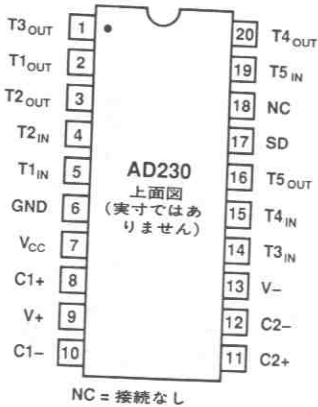 T3OUT 1
T1OUT 2
T2OUT 3
T2IN 4
T1IN 5
GND 6
VCC 7
C1+ 8
V+ 9
C1− 10
AD230
上面図
(実寸ではあ
りません)
20 T4OUT
19 T5IN
18 NC
17 SD
16 T5OUT
15 T4IN
14 T3IN
13 V−
12 C2−
11 C2+
NC = 接続なし